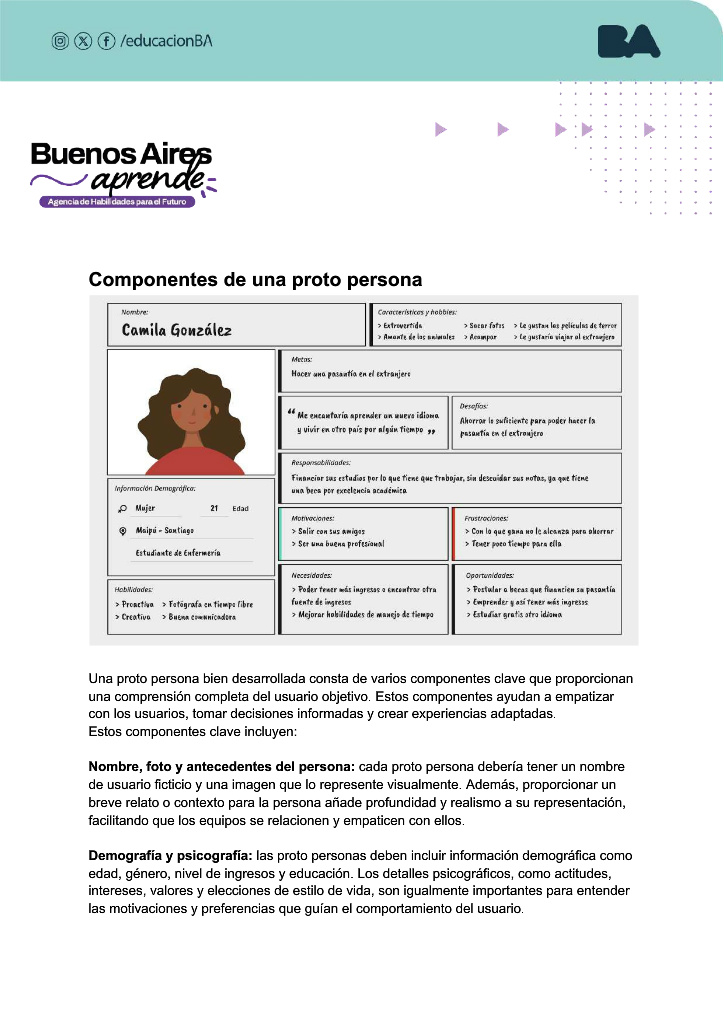 /educacionBA
BA
Buenos Aires
aprende
Agencia de Habilidades para el Futuro
Componentes de una proto persona
Nombre:
Camila González
Características y hobbies:
> Extrovertida > Sacar fotos > Le gustan las películas de terror
> Amante de los animales > Acampar > Le gustaría viajar al extranjero
Metas:
Hacer una pasantía en el extranjero
“ Me encantaría aprender un nuevo idioma
y vivir en otro país por algún tiempo ”
Desafíos:
Ahorrar lo suficiente para poder hacer la
pasantía en el extranjero
Responsabilidades:
Financiar sus estudios por lo que tiene que trabajar, sin descuidar sus notas, ya que tiene
una beca por excelencia académica
Información Demográfica:
Mujer 21 Edad
Maipú - Santiago
Estudiante de Enfermería
Motivaciones:
> Salir con sus amigos
> Ser una buena profesional
Frustraciones:
> Con lo que gana no le alcanza para ahorrar
> Tener poco tiempo para ella
Habilidades:
> Proactiva > Fotógrafa en tiempo libre
> Creativa > Buena comunicadora
Necesidades:
> Poder tener más ingresos o encontrar otra
fuente de ingresos
> Mejorar habilidades de manejo de tiempo
Oportunidades:
> Postular a becas que financien su pasantía
> Emprender y así tener más ingresos
> Estudiar gratis otro idioma
Una proto persona bien desarrollada consta de varios componentes clave que proporcionan
una comprensión completa del usuario objetivo. Estos componentes ayudan a empatizar
con los usuarios, tomar decisiones informadas y crear experiencias adaptadas.
Estos componentes clave incluyen:
Nombre, foto y antecedentes del persona: cada proto persona debería tener un nombre
de usuario ficticio y una imagen que lo represente visualmente. Además, proporcionar un
breve relato o contexto para la persona añade profundidad y realismo a su representación,
facilitando que los equipos se relacionen y empaticen con ellos.
Demografía y psicografía: las proto personas deben incluir información demográfica como
edad, género, nivel de ingresos y educación. Los detalles psicográficos, como actitudes,
intereses, valores y elecciones de estilo de vida, son igualmente importantes para entender
las motivaciones y preferencias que guían el comportamiento del usuario.